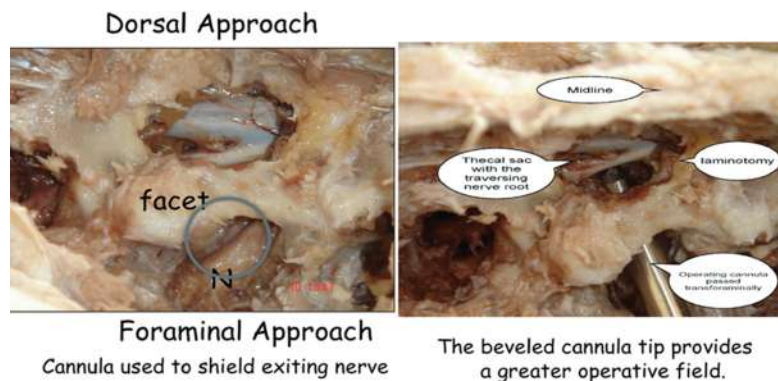 Dorsal Approach
facet
N
Foraminal Approach
Cannula used to shield exiting nerve
Midline
Thecal sac
with the
traversing
nerve root
laminotomy
Operating cannula
passed
transforaminally
The beveled cannula tip provides
a greater operative field.